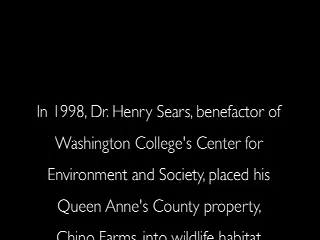 In 1998, Dr. Henry Sears, benefactor of
Washington College's Center for
Environment and Society, placed his
Queen Anne's County property,
Chino Farms, into wildlife habitat